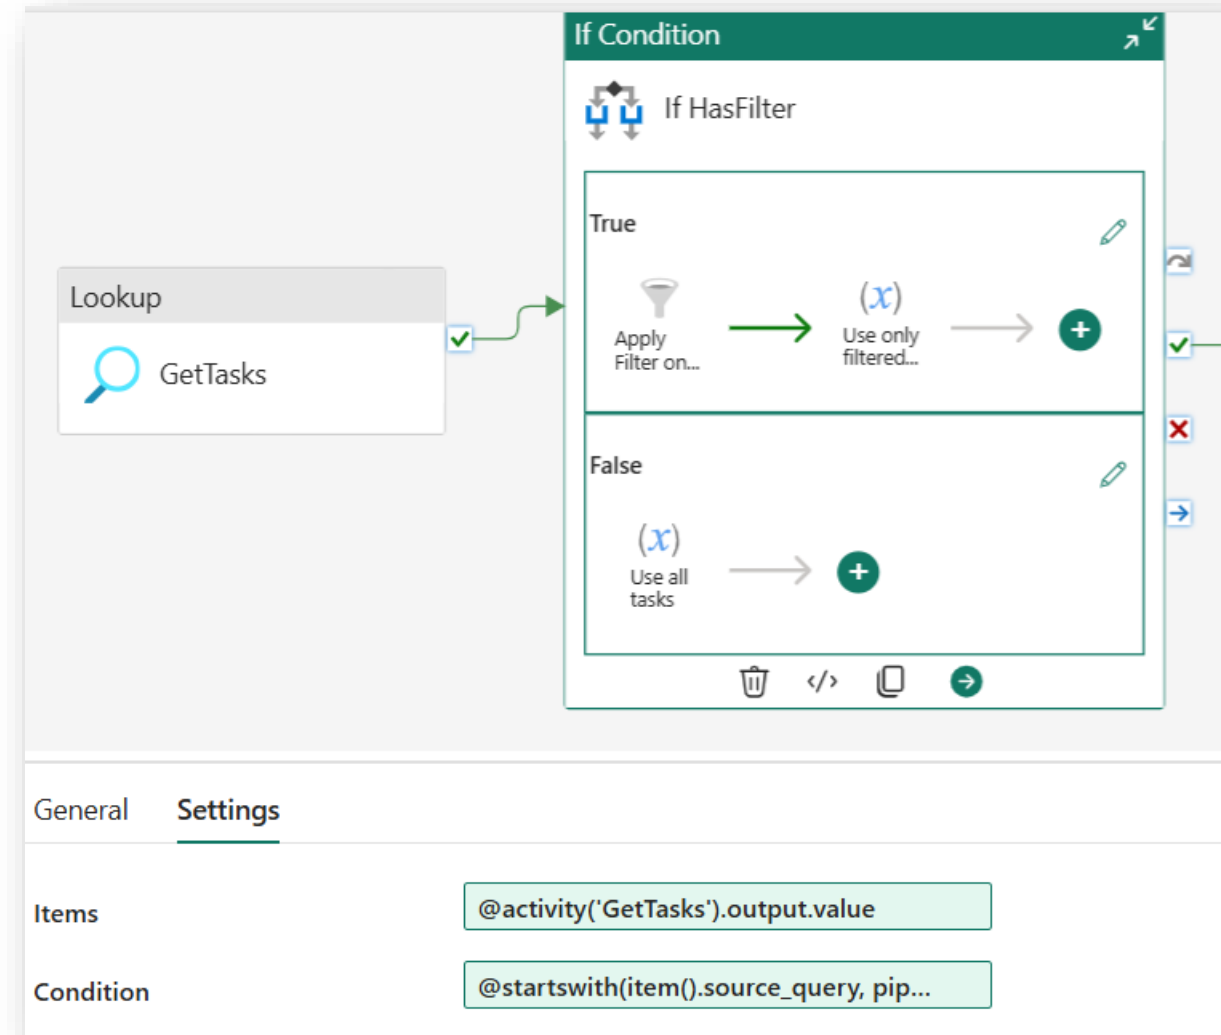 If Condition
If HasFilter
True
Lookup
(x)
Apply
Filter on...
Use only
filtered...
GetTasks
False
(x)
Use all
tasks
</>
General
Settings
Items
@activity('GetTasks').output.value
Condition
@startswith(item().source_query, pip...